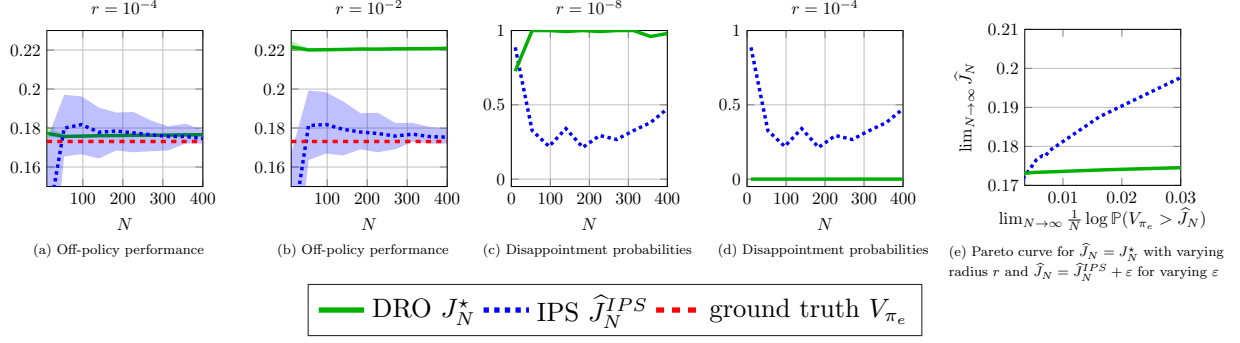 r = 10⁻⁴
0.22
0.2
0.18
0.16
100 200 300 400
N
(a) Off-policy performance
r = 10⁻²
0.22
0.2
0.18
0.16
100 200 300 400
N
(b) Off-policy performance
r = 10⁻⁸
1
0.5
0
0 100 200 300 400
N
(c) Disappointment probabilities
r = 10⁻⁴
1
0.5
0
0 100 200 300 400
N
(d) Disappointment probabilities
lim_{N→∞} Ĵ_N
0.2
0.19
0.18
0.17
0.01 0.02 0.03
lim_{N→∞} 1/N log ℙ(V_{π_e} > Ĵ_N)
(e) Pareto curve for Ĵ_N = J_N^⋆ with varying
radius r and Ĵ_N = Ĵ_N^{IPS} + ε for varying ε
0.21
DRO J_N^⋆ IPS Ĵ_N^{IPS} ground truth V_{π_e}